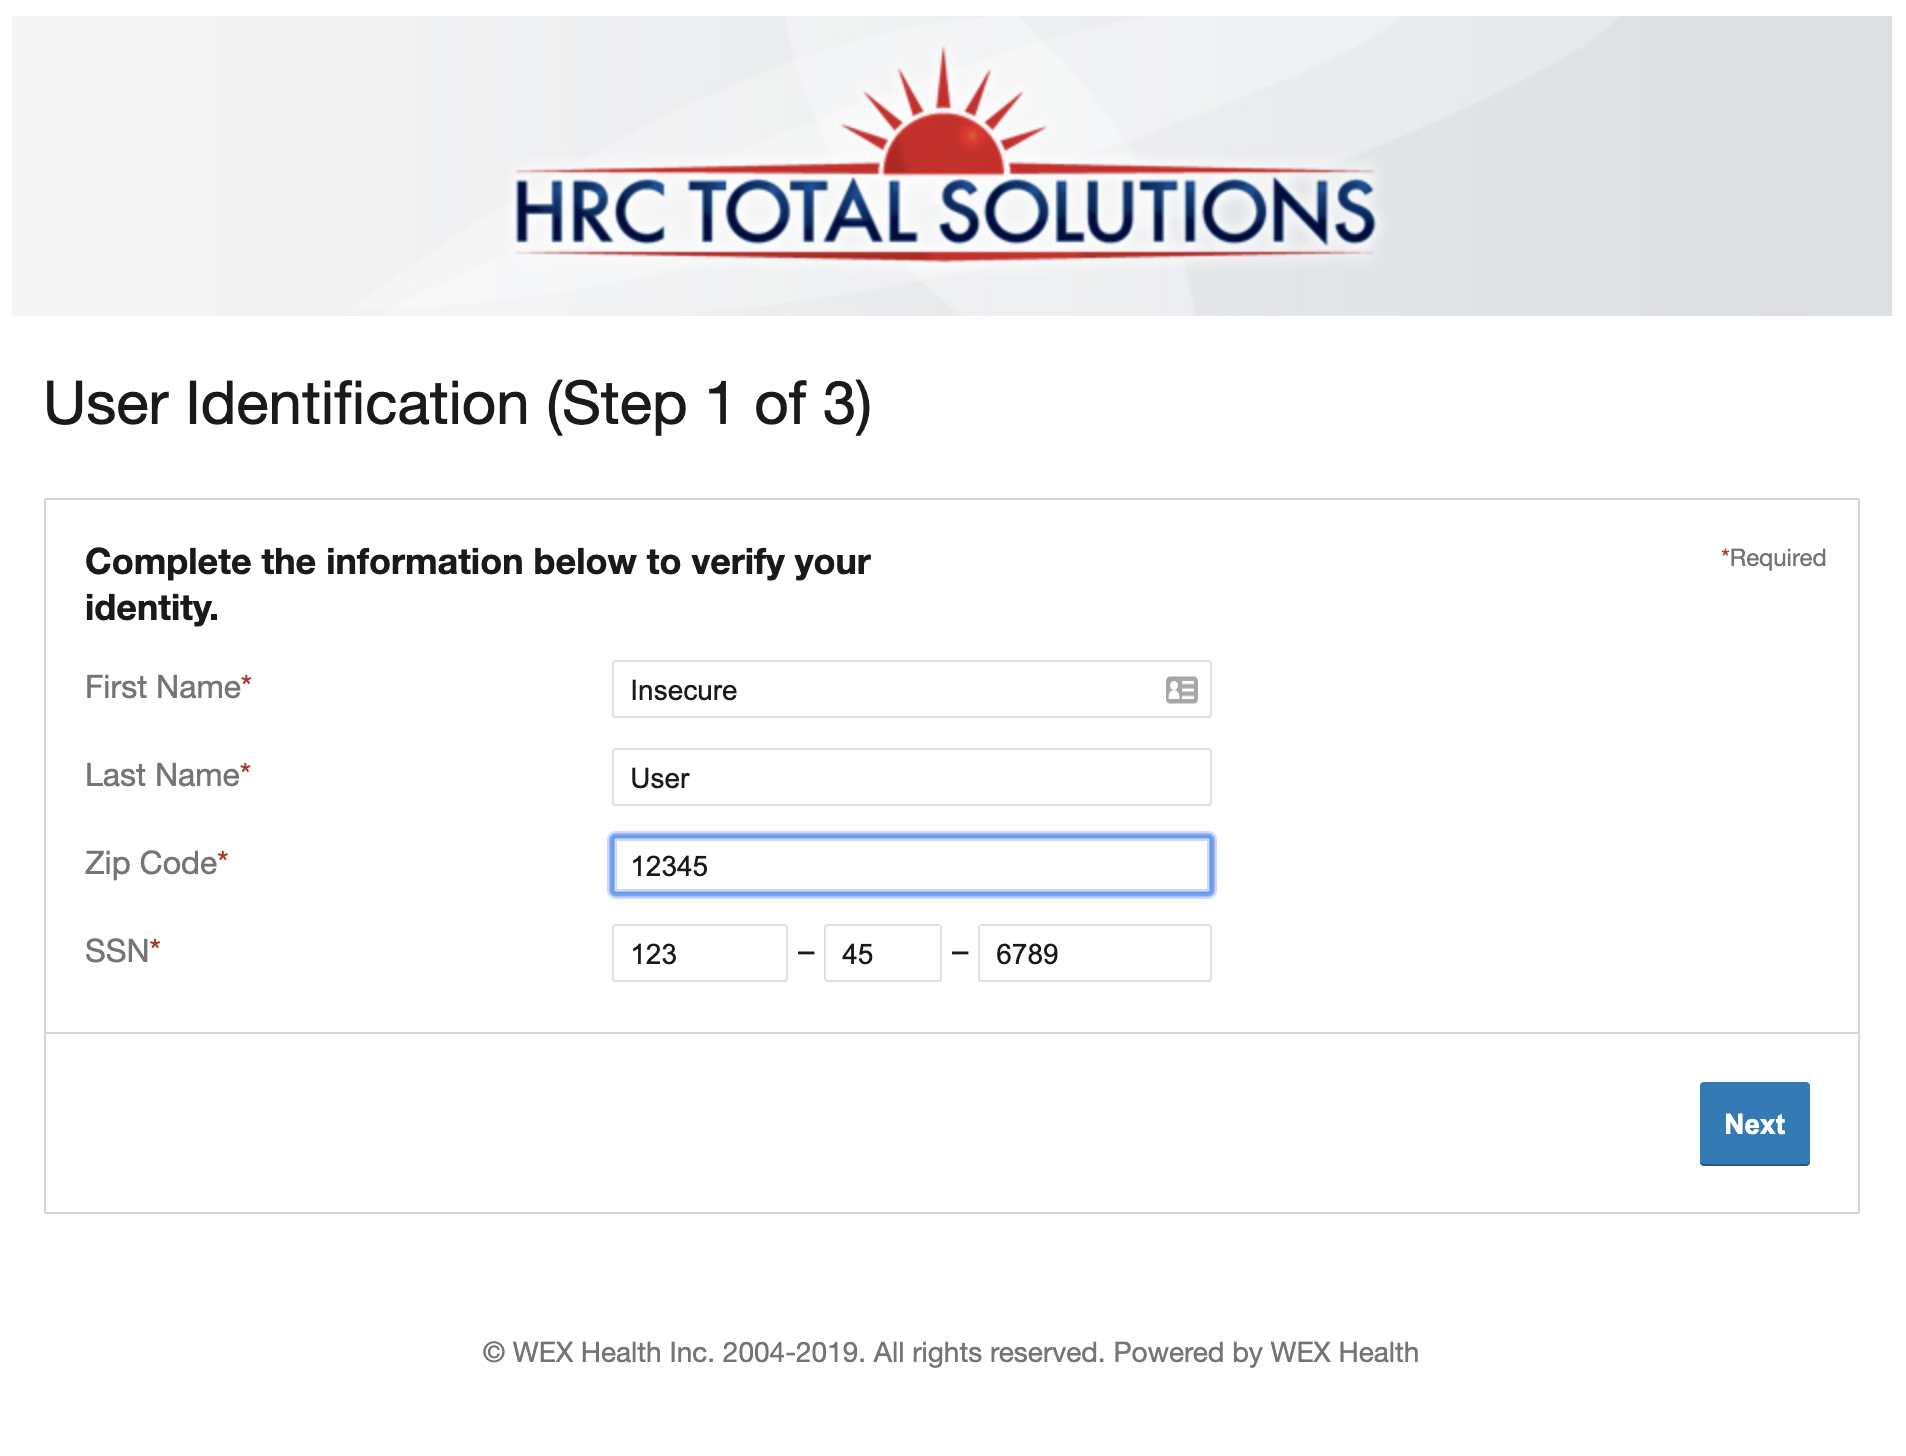 HRC TOTAL SOLUTIONS
User Identification (Step 1 of 3)
Complete the information below to verify your
identity.
*Required
First Name* Insecure
Last Name* User
Zip Code* 12345
SSN* 123 – 45 – 6789
Next
© WEX Health Inc. 2004-2019. All rights reserved. Powered by WEX Health